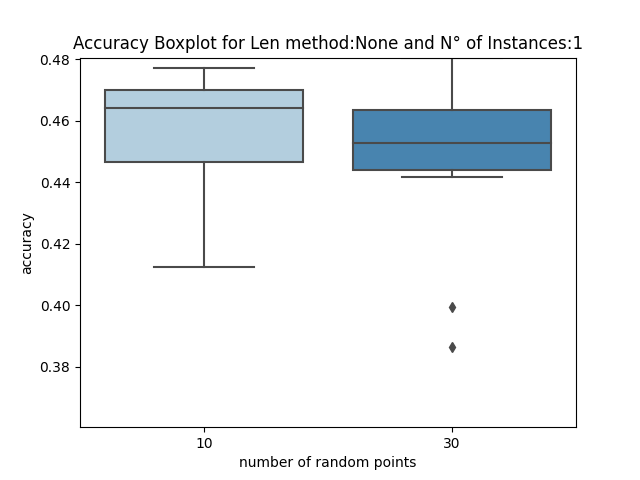 Accuracy Boxplot for Len method:None and N° of Instances:1
0.48
0.46
0.44
0.42
0.40
0.38
accuracy
10
30
number of random points